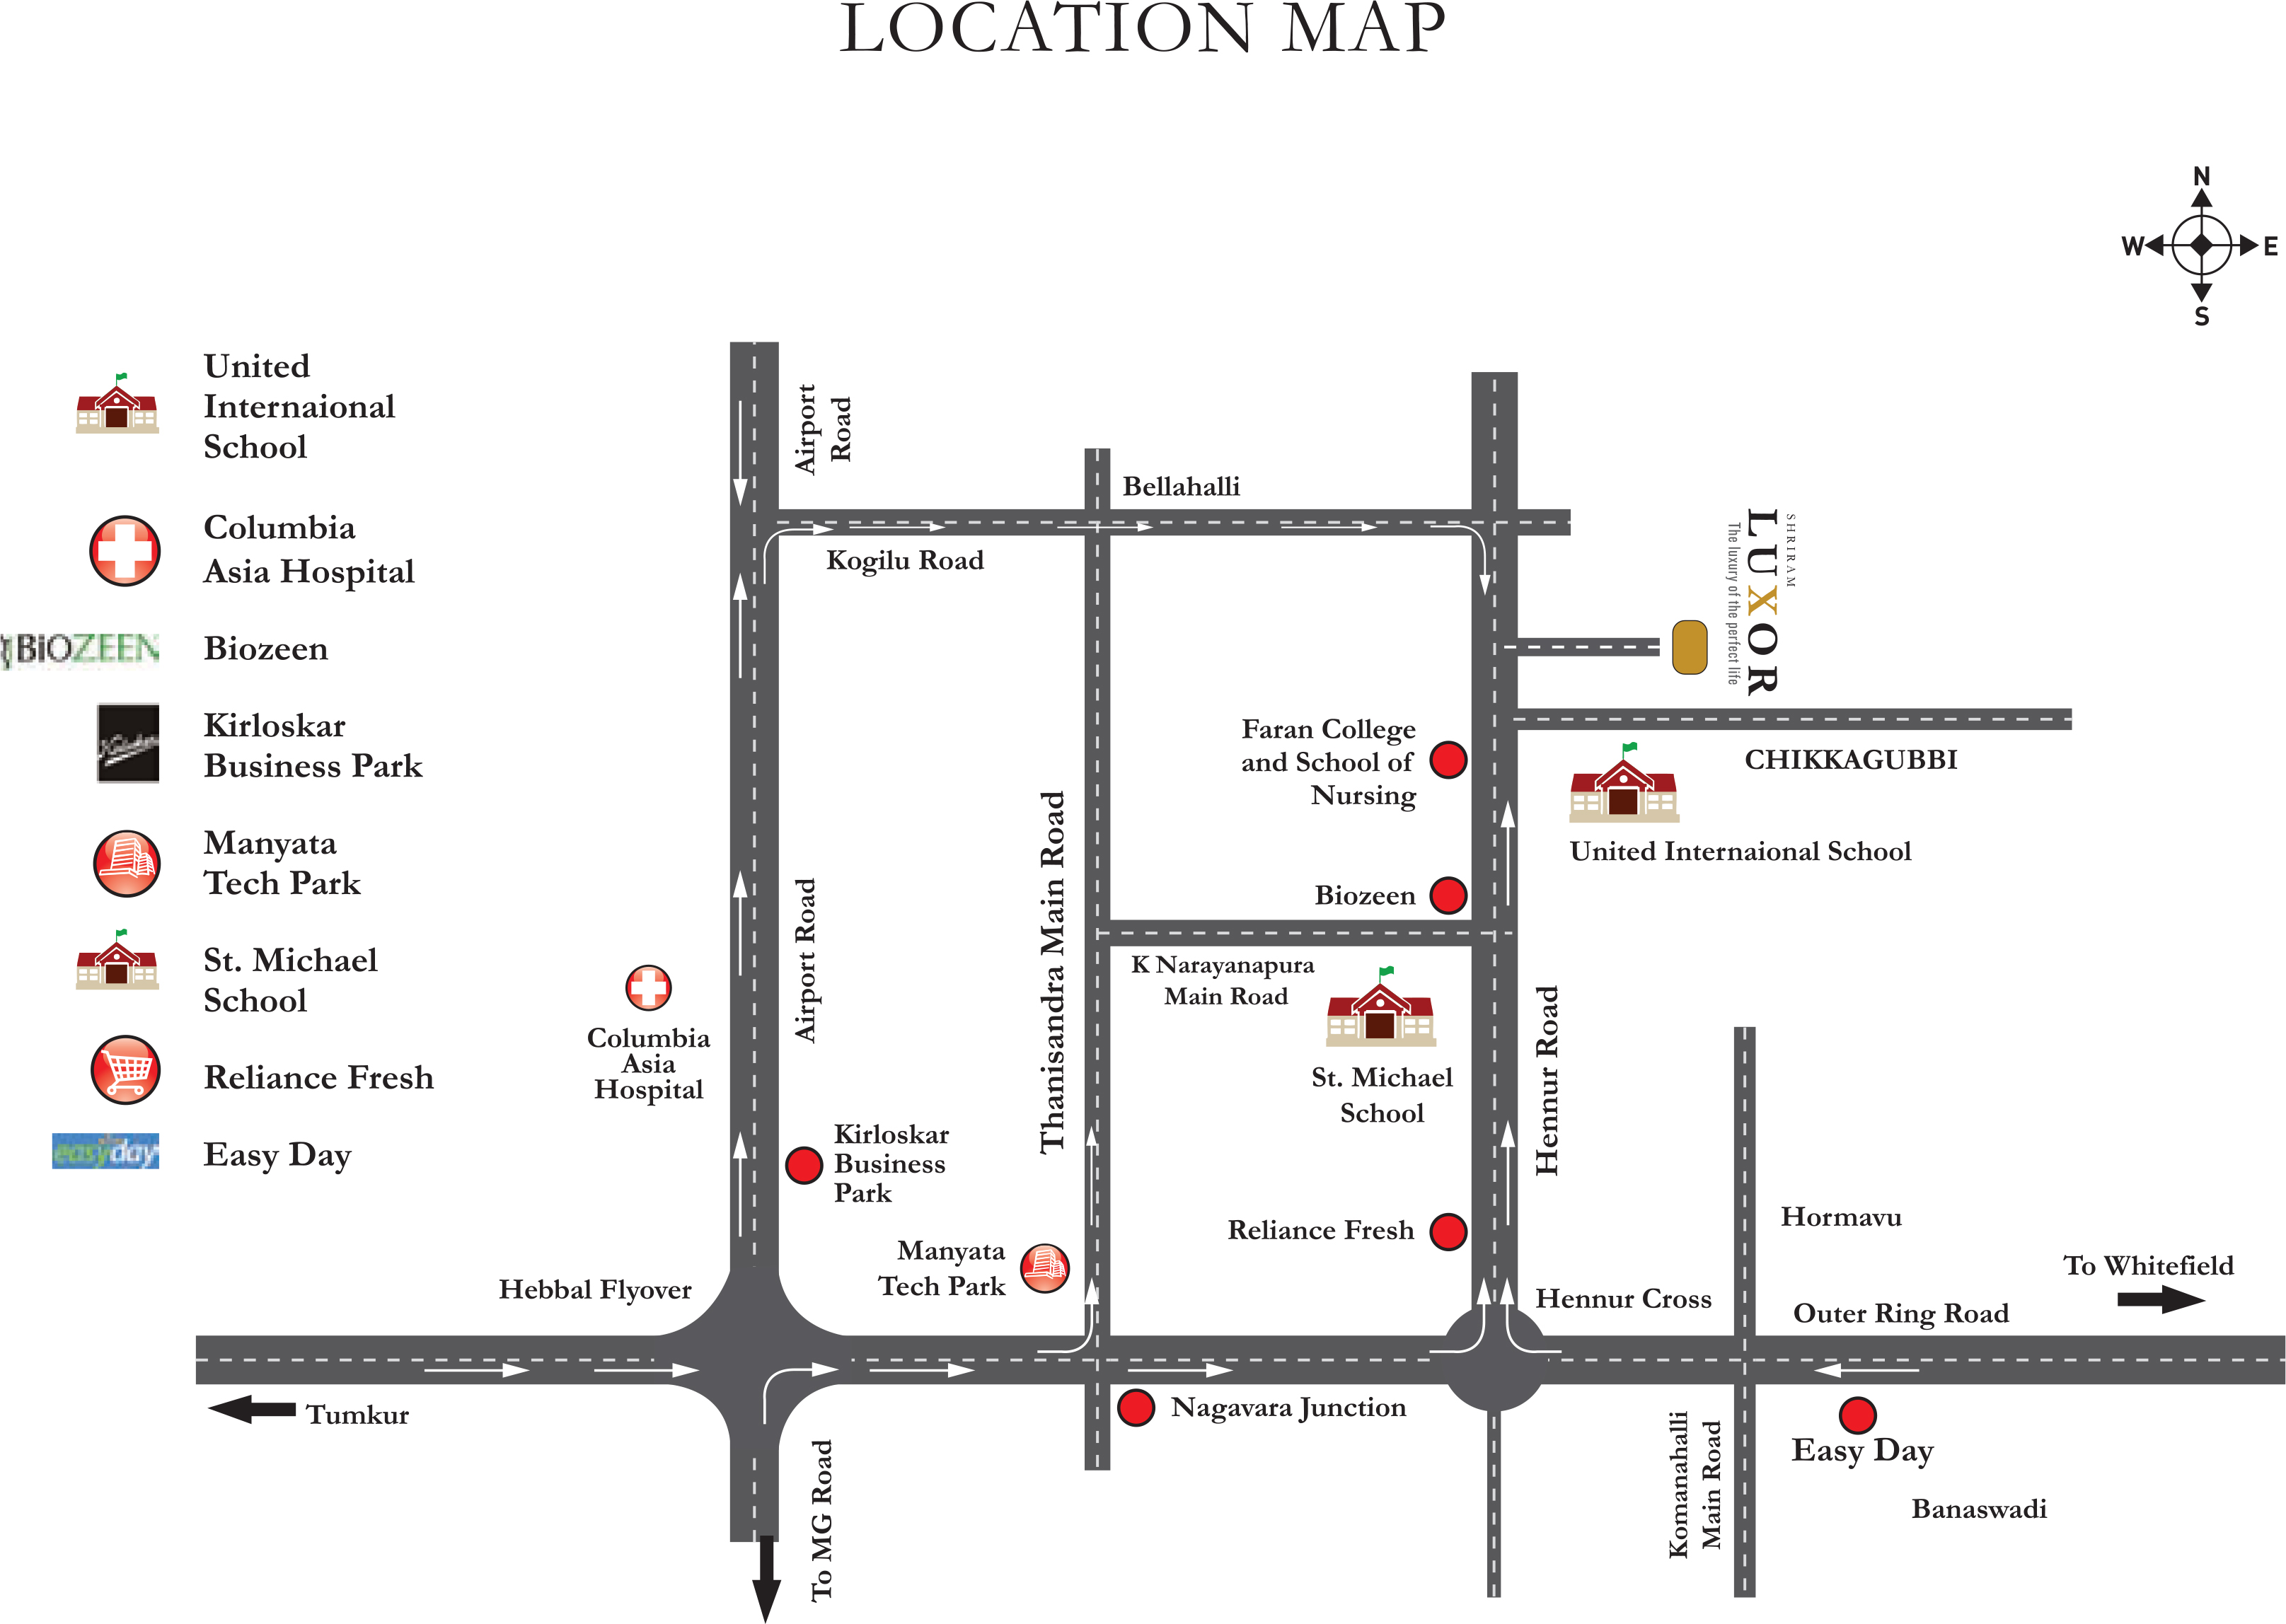 LOCATION MAP
N
W
E
S
United
Internaional
School
Columbia
Asia Hospital
BIOZEEN
Biozeen
Kirloskar
Business Park
Manyata
Tech Park
St. Michael
School
Reliance Fresh
easyday
Easy Day
Airport
Road
Bellahalli
Kogilu Road
SHRIRAM
LUXOR
The luxury of the perfect life
Faran College
and School of
Nursing
CHIKKAGUBBI
United Internaional School
Biozeen
Thanisandra Main Road
Airport Road
K Narayanapura
Main Road
Columbia
Asia
Hospital
St. Michael
School
Hennur Road
Kirloskar
Business
Park
Reliance Fresh
Hormavu
Manyata
Tech Park
Hebbal Flyover
Hennur Cross
To Whitefield
Outer Ring Road
Tumkur
Nagavara Junction
To MG Road
Komanahalli
Main Road
Easy Day
Banaswadi